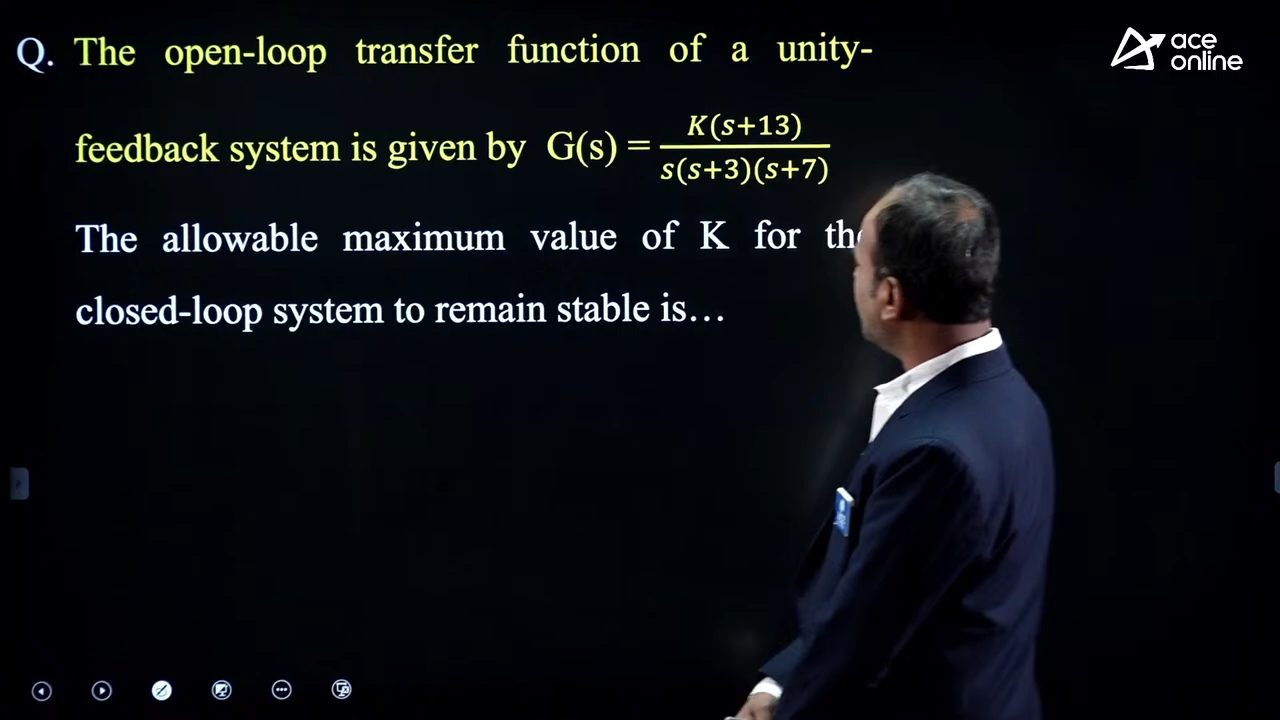 ace
online
Q. The open-loop transfer function of a unity-
feedback system is given by G(s) = K(s+13) / s(s+3)(s+7)
The allowable maximum value of K for the
closed-loop system to remain stable is…